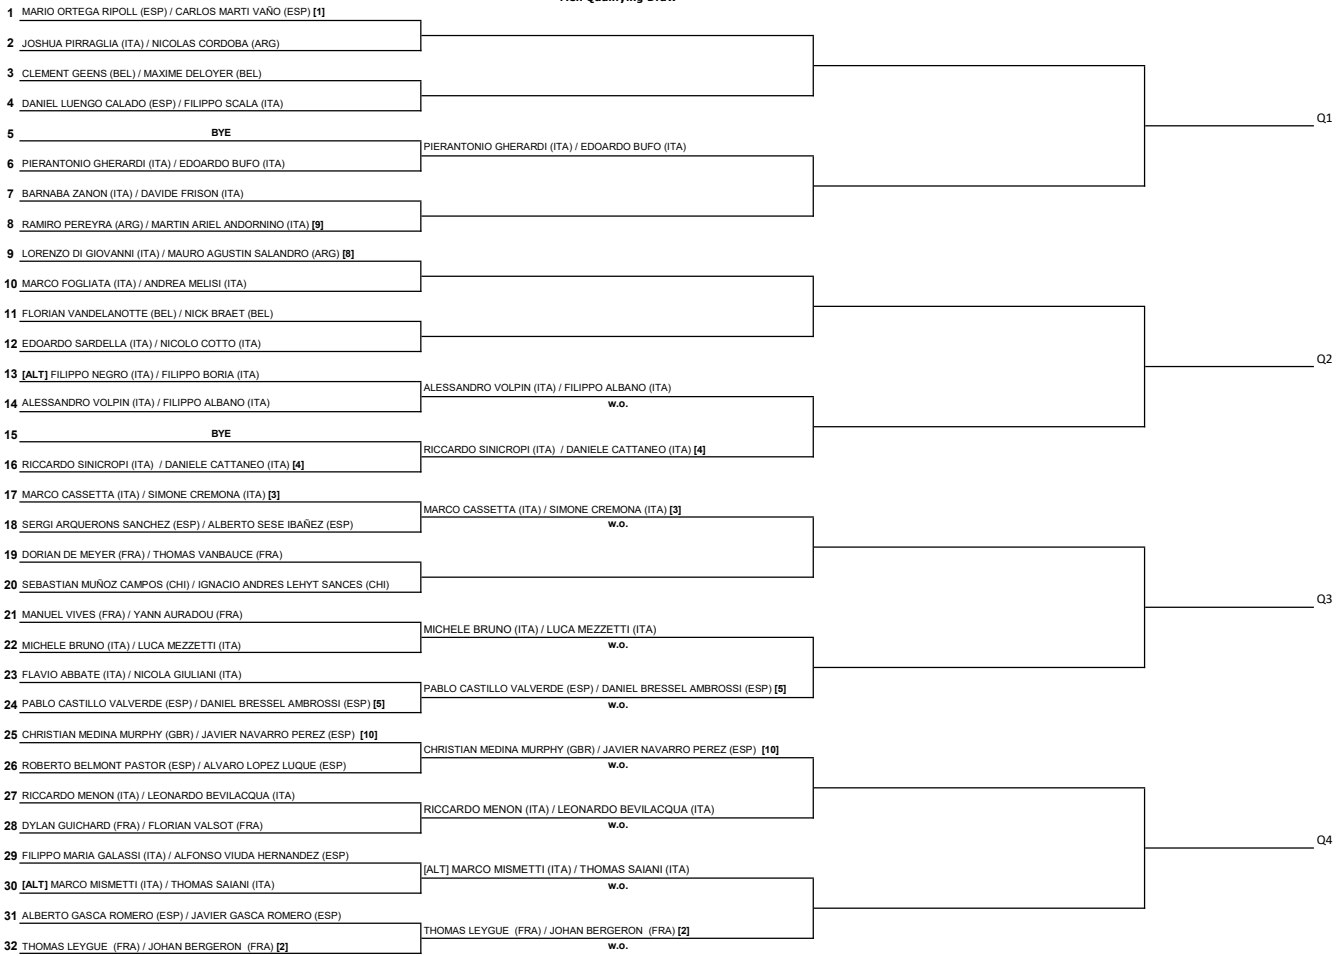 1 MARIO ORTEGA RIPOLL (ESP) / CARLOS MARTI VAÑO (ESP) [1]
2 JOSHUA PIRRAGLIA (ITA) / NICOLAS CORDOBA (ARG)
3 CLEMENT GEENS (BEL) / MAXIME DELOYER (BEL)
4 DANIEL LUENGO CALADO (ESP) / FILIPPO SCALA (ITA)
Q1
5 BYE
PIERANTONIO GHERARDI (ITA) / EDOARDO BUFO (ITA)
6 PIERANTONIO GHERARDI (ITA) / EDOARDO BUFO (ITA)
7 BARNABA ZANON (ITA) / DAVIDE FRISON (ITA)
8 RAMIRO PEREYRA (ARG) / MARTIN ARIEL ANDORNINO (ITA) [9]
9 LORENZO DI GIOVANNI (ITA) / MAURO AGUSTIN SALANDRO (ARG) [8]
10 MARCO FOGLIATA (ITA) / ANDREA MELISI (ITA)
11 FLORIAN VANDELANOTTE (BEL) / NICK BRAET (BEL)
12 EDOARDO SARDELLA (ITA) / NICOLO COTTO (ITA)
Q2
13 [ALT] FILIPPO NEGRO (ITA) / FILIPPO BORIA (ITA)
ALESSANDRO VOLPIN (ITA) / FILIPPO ALBANO (ITA)
14 ALESSANDRO VOLPIN (ITA) / FILIPPO ALBANO (ITA)
w.o.
15 BYE
RICCARDO SINICROPI (ITA) / DANIELE CATTANEO (ITA) [4]
16 RICCARDO SINICROPI (ITA) / DANIELE CATTANEO (ITA) [4]
17 MARCO CASSETTA (ITA) / SIMONE CREMONA (ITA) [3]
MARCO CASSETTA (ITA) / SIMONE CREMONA (ITA) [3]
18 SERGI ARQUERONS SANCHEZ (ESP) / ALBERTO SESE IBAÑEZ (ESP)
w.o.
19 DORIAN DE MEYER (FRA) / THOMAS VANBAUCE (FRA)
20 SEBASTIAN MUÑOZ CAMPOS (CHI) / IGNACIO ANDRES LEHYT SANCES (CHI)
Q3
21 MANUEL VIVES (FRA) / YANN AURADOU (FRA)
MICHELE BRUNO (ITA) / LUCA MEZZETTI (ITA)
22 MICHELE BRUNO (ITA) / LUCA MEZZETTI (ITA)
w.o.
23 FLAVIO ABBATE (ITA) / NICOLA GIULIANI (ITA)
PABLO CASTILLO VALVERDE (ESP) / DANIEL BRESSEL AMBROSSI (ESP) [5]
24 PABLO CASTILLO VALVERDE (ESP) / DANIEL BRESSEL AMBROSSI (ESP) [5]
w.o.
25 CHRISTIAN MEDINA MURPHY (GBR) / JAVIER NAVARRO PEREZ (ESP) [10]
CHRISTIAN MEDINA MURPHY (GBR) / JAVIER NAVARRO PEREZ (ESP) [10]
26 ROBERTO BELMONT PASTOR (ESP) / ALVARO LOPEZ LUQUE (ESP)
w.o.
27 RICCARDO MENON (ITA) / LEONARDO BEVILACQUA (ITA)
RICCARDO MENON (ITA) / LEONARDO BEVILACQUA (ITA)
28 DYLAN GUICHARD (FRA) / FLORIAN VALSOT (FRA)
w.o.
Q4
29 FILIPPO MARIA GALASSI (ITA) / ALFONSO VIUDA HERNANDEZ (ESP)
[ALT] MARCO MISMETTI (ITA) / THOMAS SAIANI (ITA)
30 [ALT] MARCO MISMETTI (ITA) / THOMAS SAIANI (ITA)
w.o.
31 ALBERTO GASCA ROMERO (ESP) / JAVIER GASCA ROMERO (ESP)
THOMAS LEYGUE (FRA) / JOHAN BERGERON (FRA) [2]
32 THOMAS LEYGUE (FRA) / JOHAN BERGERON (FRA) [2]
w.o.